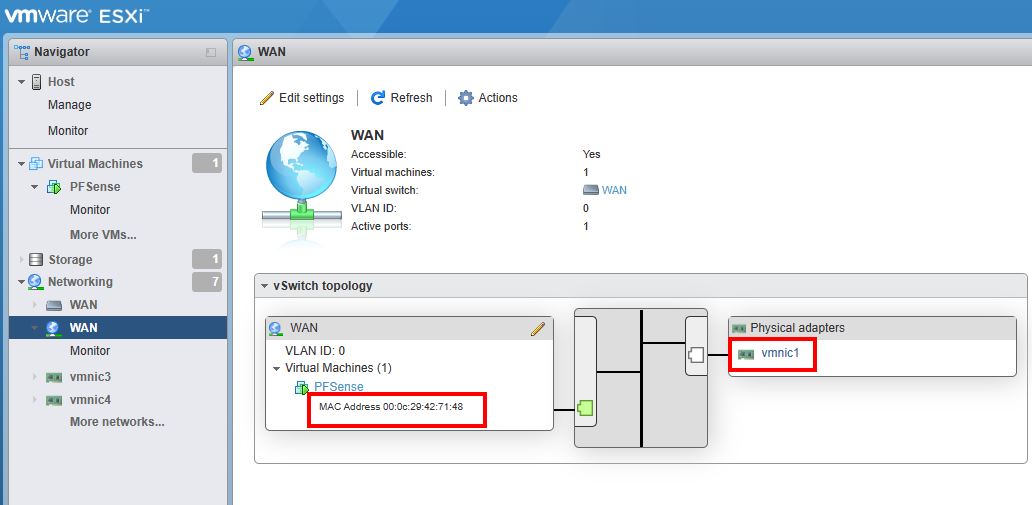 vmware ESXi™
Navigator
Host
Manage
Monitor
Virtual Machines 1
PFSense
Monitor
More VMs...
Storage 1
Networking 7
WAN
WAN
Monitor
vmnic3
vmnic4
More networks...
WAN
Edit settings Refresh Actions
WAN
Accessible: Yes
Virtual machines: 1
Virtual switch: WAN
VLAN ID: 0
Active ports: 1
vSwitch topology
WAN
VLAN ID: 0
Virtual Machines (1)
PFSense
MAC Address 00:0c:29:42:71:48
Physical adapters
vmnic1